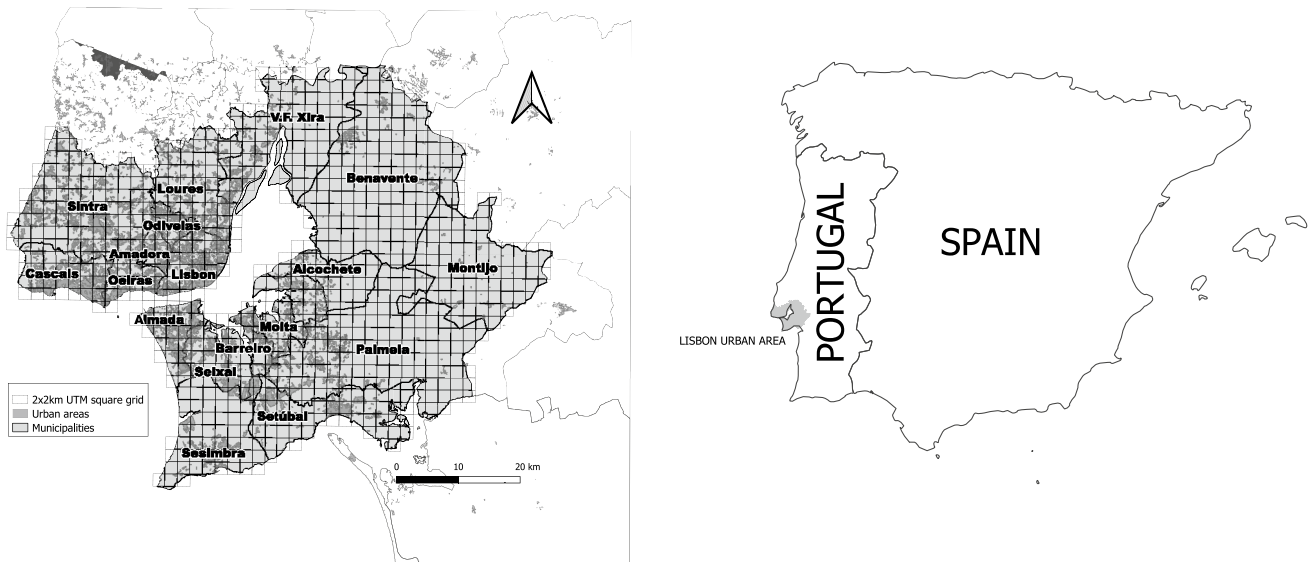 V.F. Xira
Benavente
Loures
Sintra
Odivelas
Amadora
Cascais
Oeiras
Lisbon
Alcochete
Montijo
Almada
Moita
Barreiro
Palmela
Seixal
Setúbal
Sesimbra
2x2km UTM square grid
Urban areas
Municipalities
0 10 20 km
PORTUGAL
SPAIN
LISBON URBAN AREA